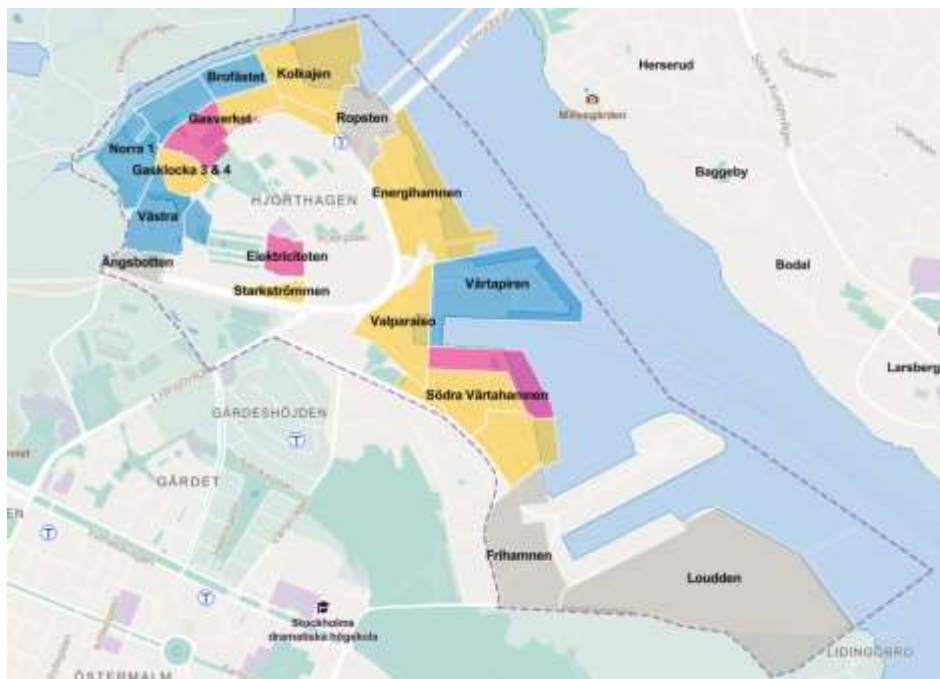 Kolkajen
Brofästet
Herserud
Gasverket
Ropsten
Millesgården
Norra 1
Gasklocka 3 & 4
Baggeby
HJORTHAGEN
Energihamnen
Västra
Elektriciteten
Ängsbotten
Bodal
Starkströmmen
Värtapiren
Valparaiso
Larsberg
Södra Värtahamnen
GÄRDESHÖJDEN
T
GÄRDET
EN
T
T
Frihamnen
Loudden
Stockholms
dramatiska högskola
LIDINGÖBRO
ÖSTERMALM